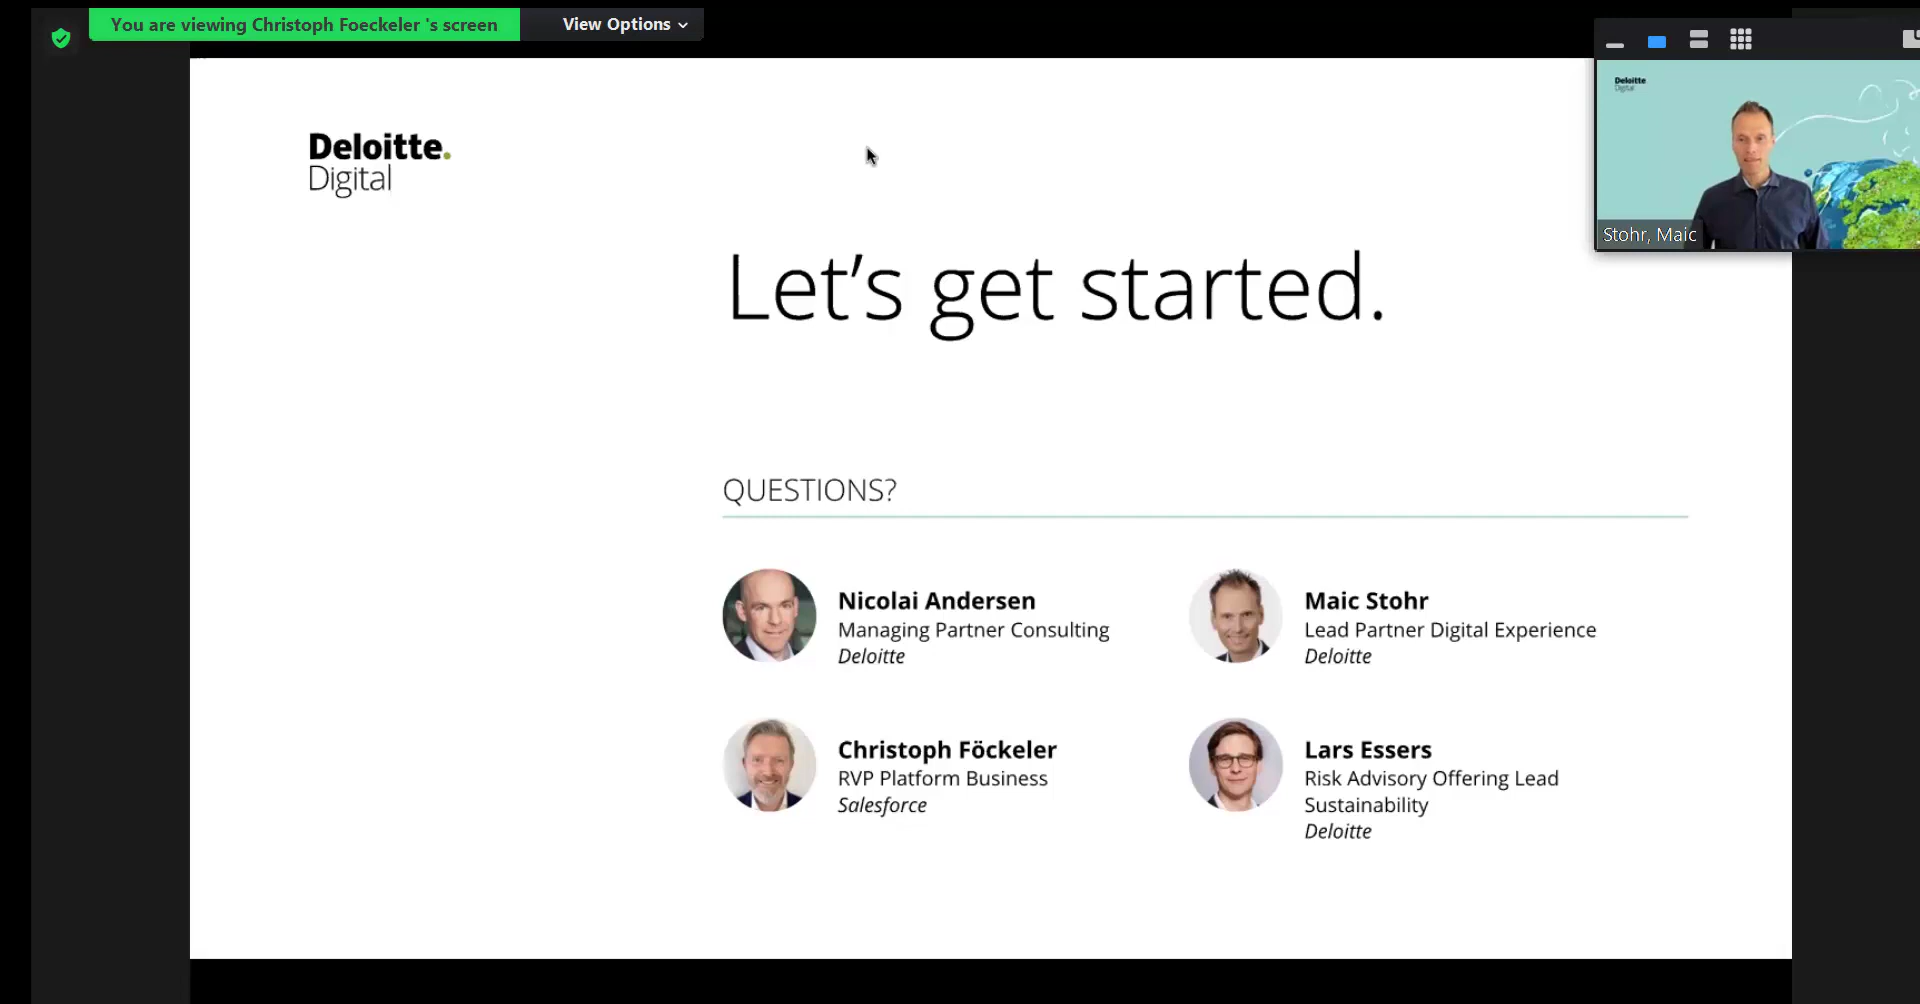 You are viewing Christoph Foeckeler 's screen
View Options
Deloitte
Digital
Stohr, Maic
Deloitte.
Digital
Let’s get started.
QUESTIONS?
Nicolai Andersen
Managing Partner Consulting
Deloitte
Maic Stohr
Lead Partner Digital Experience
Deloitte
Christoph Föckeler
RVP Platform Business
Salesforce
Lars Essers
Risk Advisory Offering Lead
Sustainability
Deloitte